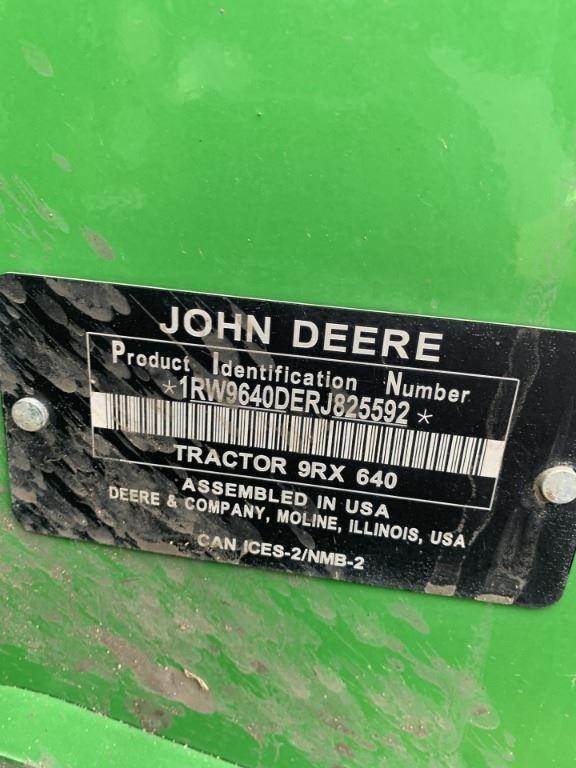 JOHN DEERE
Product Identification Number
*1RW9640DERJ825592*
TRACTOR 9RX 640
ASSEMBLED IN USA
DEERE & COMPANY, MOLINE, ILLINOIS, USA
CAN ICES-2/NMB-2